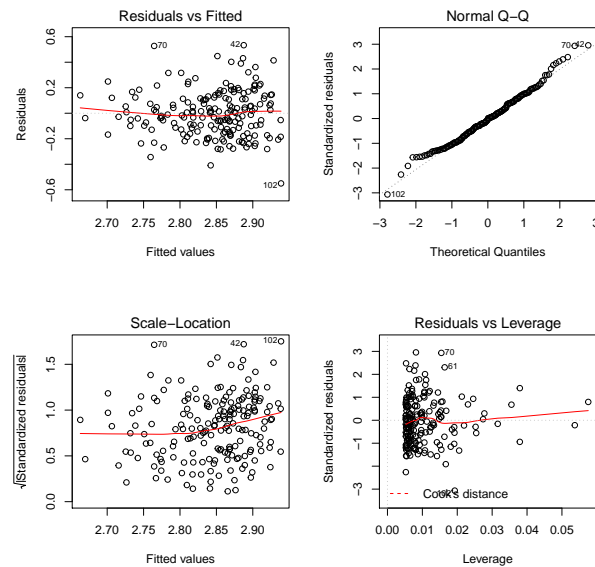 Residuals vs Fitted
Residuals
0.6
0.2
−0.2
−0.6
70
42
102
2.70 2.75 2.80 2.85 2.90
Fitted values
Normal Q−Q
Standardized residuals
3
2
1
0
−1
−2
−3
70
42
102
−3 −2 −1 0 1 2 3
Theoretical Quantiles
Scale−Location
√|Standardized residuals|
1.5
1.0
0.5
0.0
70
42
102
2.70 2.75 2.80 2.85 2.90
Fitted values
Residuals vs Leverage
Standardized residuals
3
2
1
0
−1
−3
70
61
Cook's distance
0.00 0.01 0.02 0.03 0.04 0.05
Leverage